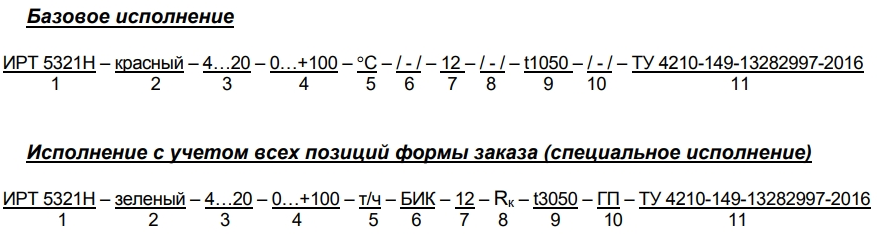 Базовое исполнение
ИРТ 5321Н – красный – 4…20 – 0…+100 – °С – / - / – 12 – / - / – t1050 – / - / – ТУ 4210-149-13282997-2016
1 2 3 4 5 6 7 8 9 10 11
Исполнение с учетом всех позиций формы заказа (специальное исполнение)
ИРТ 5321Н – зеленый – 4…20 – 0…+100 – т/ч – БИК – 12 – Rк – t3050 – ГП – ТУ 4210-149-13282997-2016
1 2 3 4 5 6 7 8 9 10 11